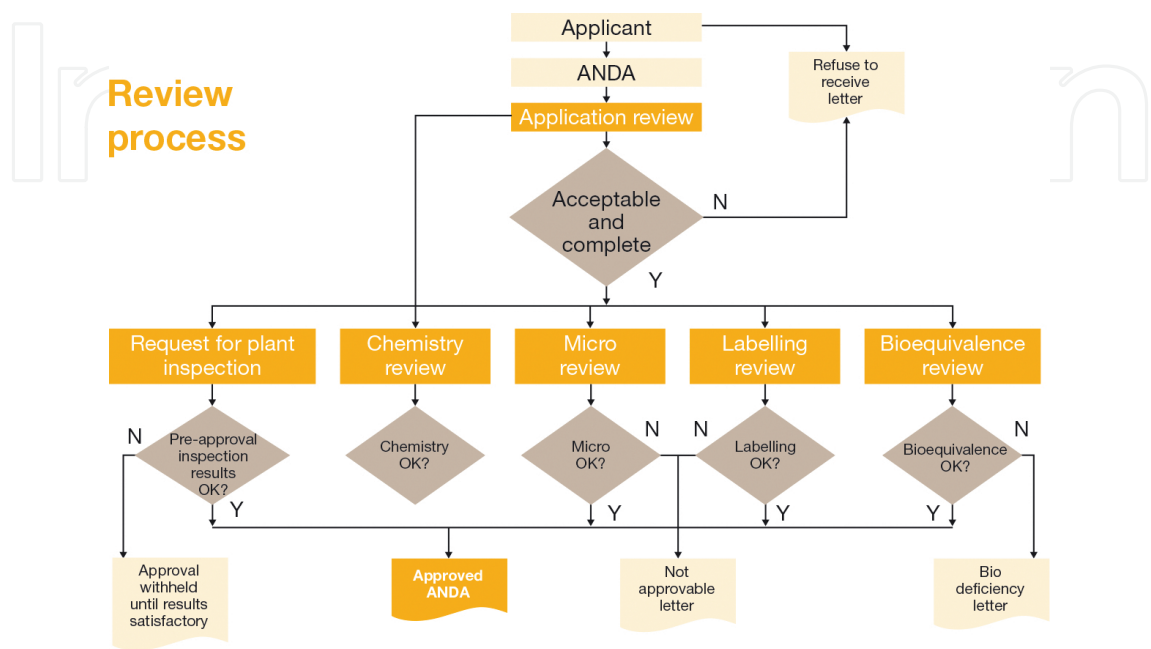 Review
process
Applicant
ANDA
Application review
Refuse to
receive
letter
Acceptable
and
complete
N
Y
Request for plant
inspection
Chemistry
review
Micro
review
Labelling
review
Bioequivalence
review
N
Pre-approval
inspection
results
OK?
Y
Chemistry
OK?
Micro
OK?
N
Y
N
Labelling
OK?
Y
Bioequivalence
OK?
N
Y
Approval
withheld
until results
satisfactory
Approved
ANDA
Not
approvable
letter
Bio
deficiency
letter